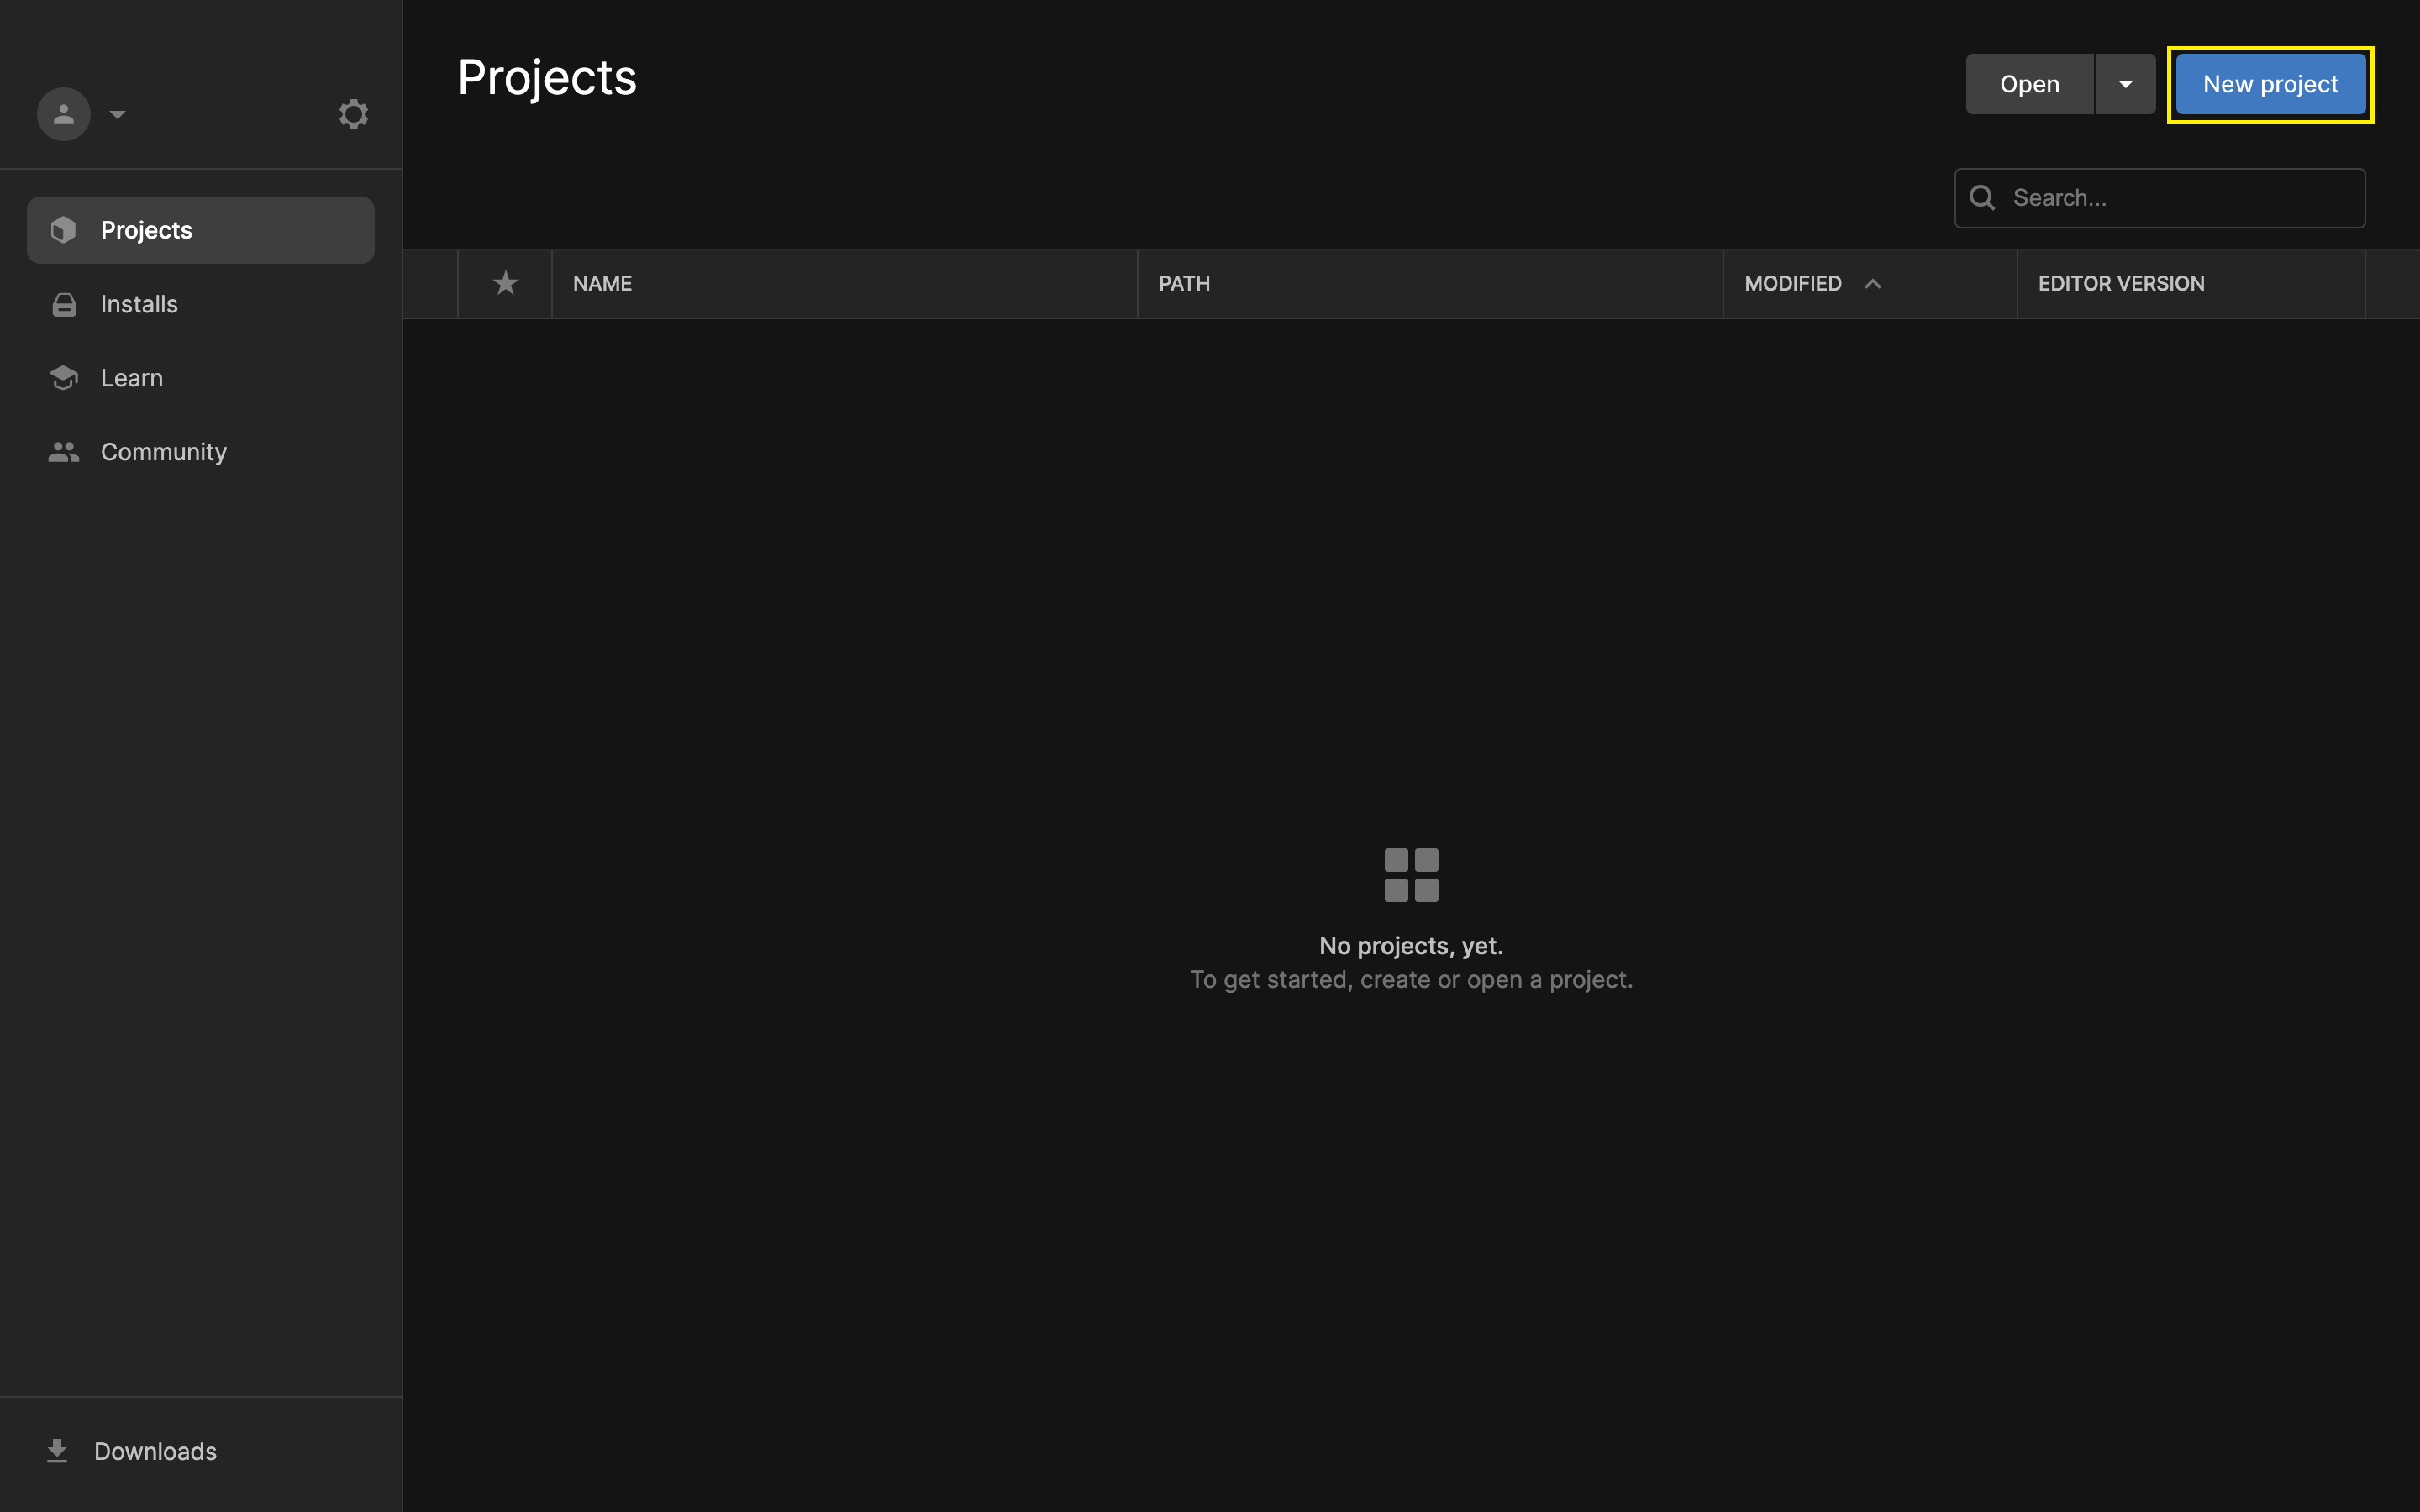 Projects
Open
New project
Search...
Projects
Installs
Learn
Community
NAME
PATH
MODIFIED
EDITOR VERSION
No projects, yet.
To get started, create or open a project.
Downloads